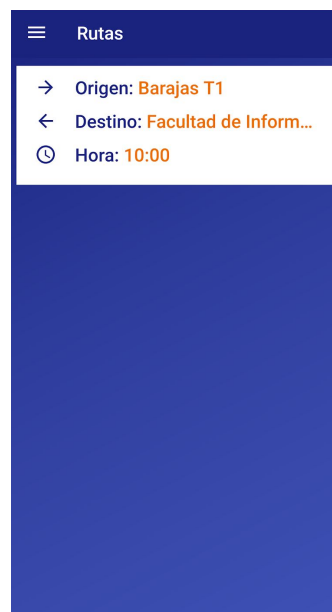 Rutas
Origen: Barajas T1
Destino: Facultad de Inform...
Hora: 10:00